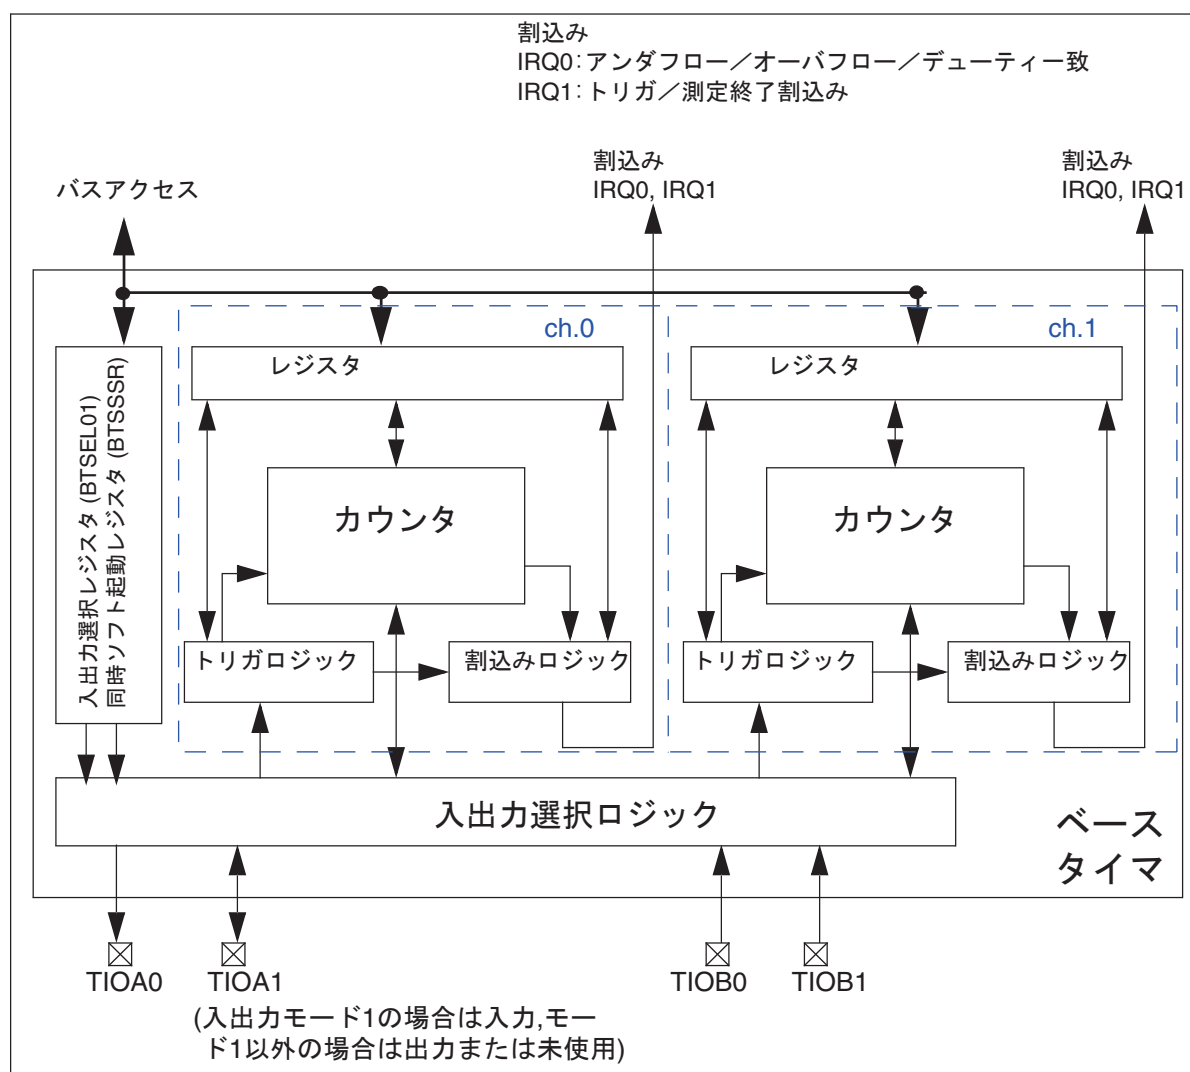 割込み
IRQ0：アンダフロー／オーバフロー／デューティ一致
IRQ1：トリガ／測定終了割込み
割込み
IRQ0, IRQ1
割込み
IRQ0, IRQ1
バスアクセス
ch.0
ch.1
レジスタ
レジスタ
入出力選択レジスタ (BTSEL01)
同時ソフト起動レジスタ (BTSSSR)
カウンタ
カウンタ
トリガロジック
割込みロジック
トリガロジック
割込みロジック
入出力選択ロジック
ベース
タイマ
TIOA0
TIOA1
TIOB0
TIOB1
(入出力モード1の場合は入力,モー
ド1以外の場合は出力または未使用)